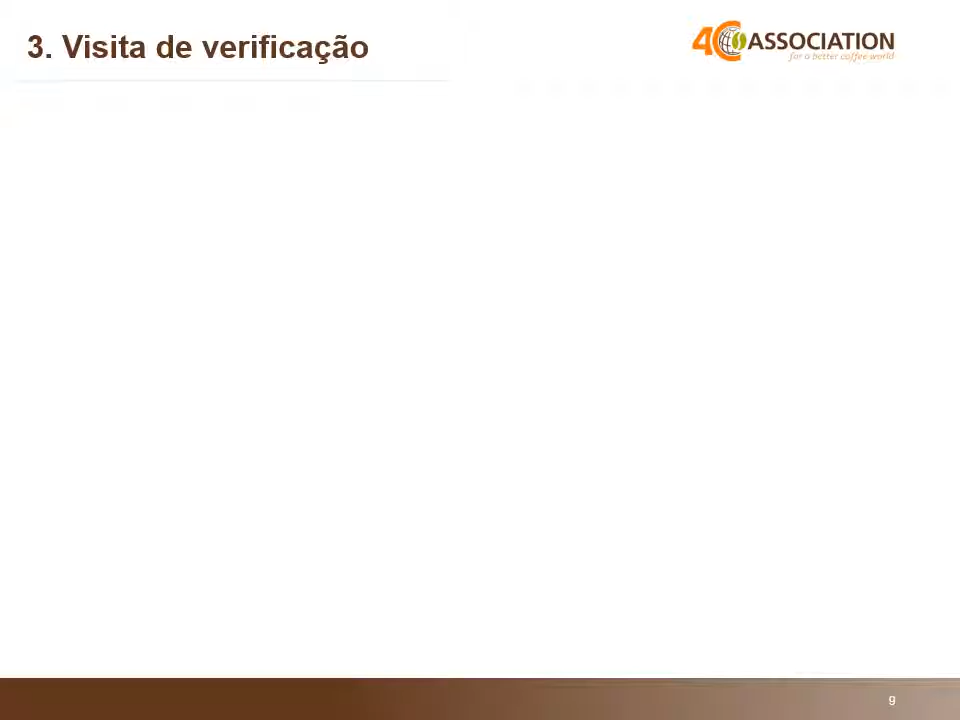 3. Visita de verificação
4C ASSOCIATION
for a better coffee world
9